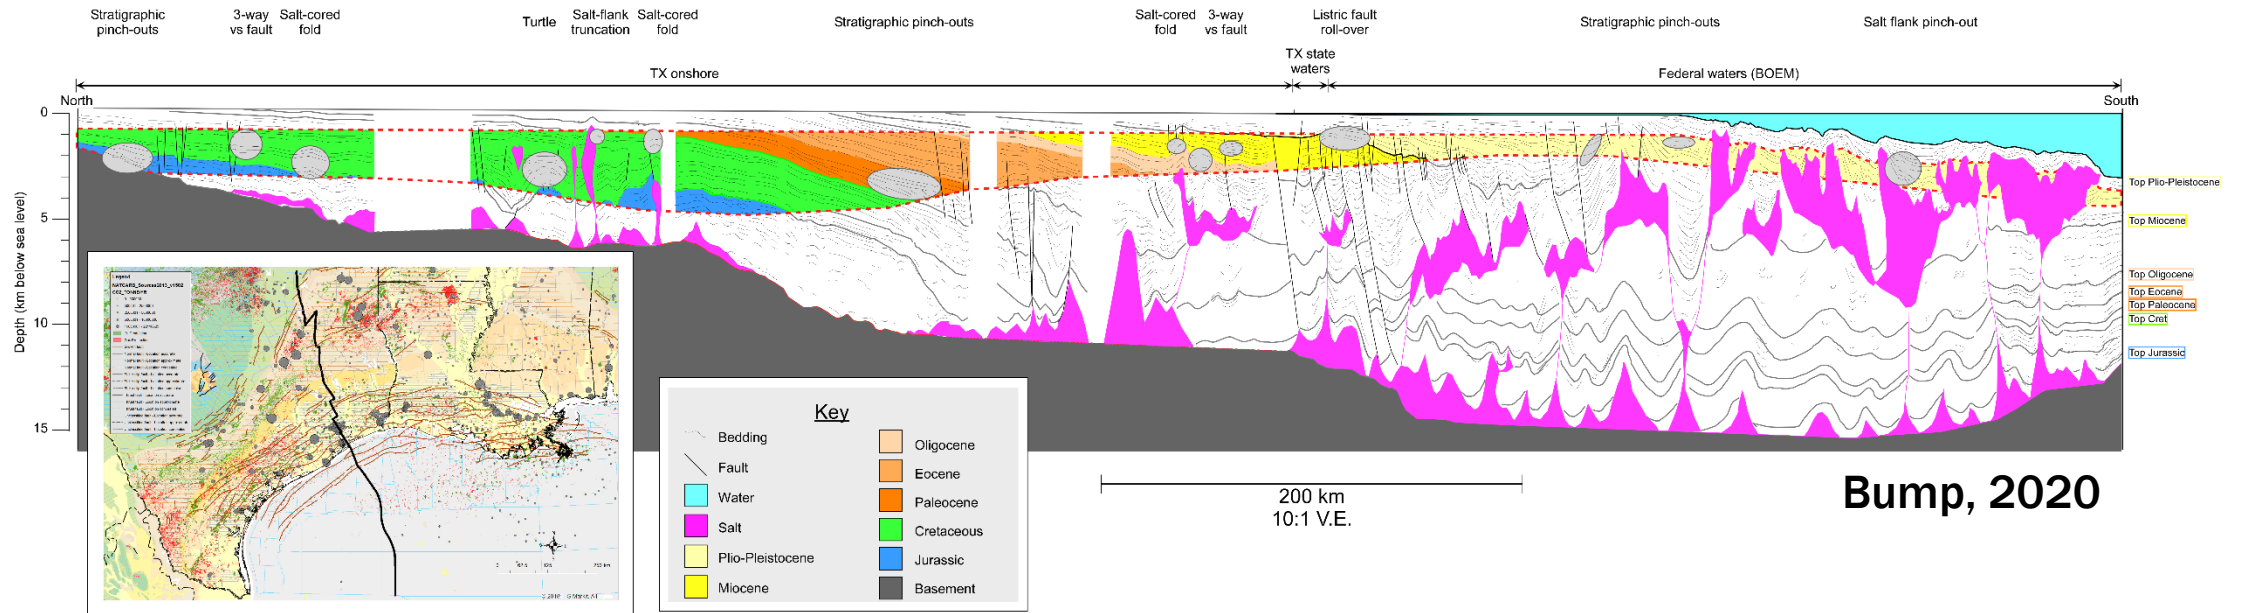 Stratigraphic
pinch-outs
3-way
vs fault
Salt-cored
fold
Turtle
Salt-flank
truncation
Salt-cored
fold
Stratigraphic pinch-outs
Salt-cored
fold
3-way
vs fault
Listric fault
roll-over
Stratigraphic pinch-outs
Salt flank pinch-out
TX onshore
TX state
waters
Federal waters (BOEM)
North
South
Depth (km below sea level)
0
5
10
15
Top Plio-Pleistocene
Top Miocene
Top Oligocene
Top Eocene
Top Paleocene
Top Cret
Top Jurassic
Legend
Key
Bedding
Fault
Water
Salt
Plio-Pleistocene
Miocene
Oligocene
Eocene
Paleocene
Cretaceous
Jurassic
Basement
200 km
10:1 V.E.
Bump, 2020